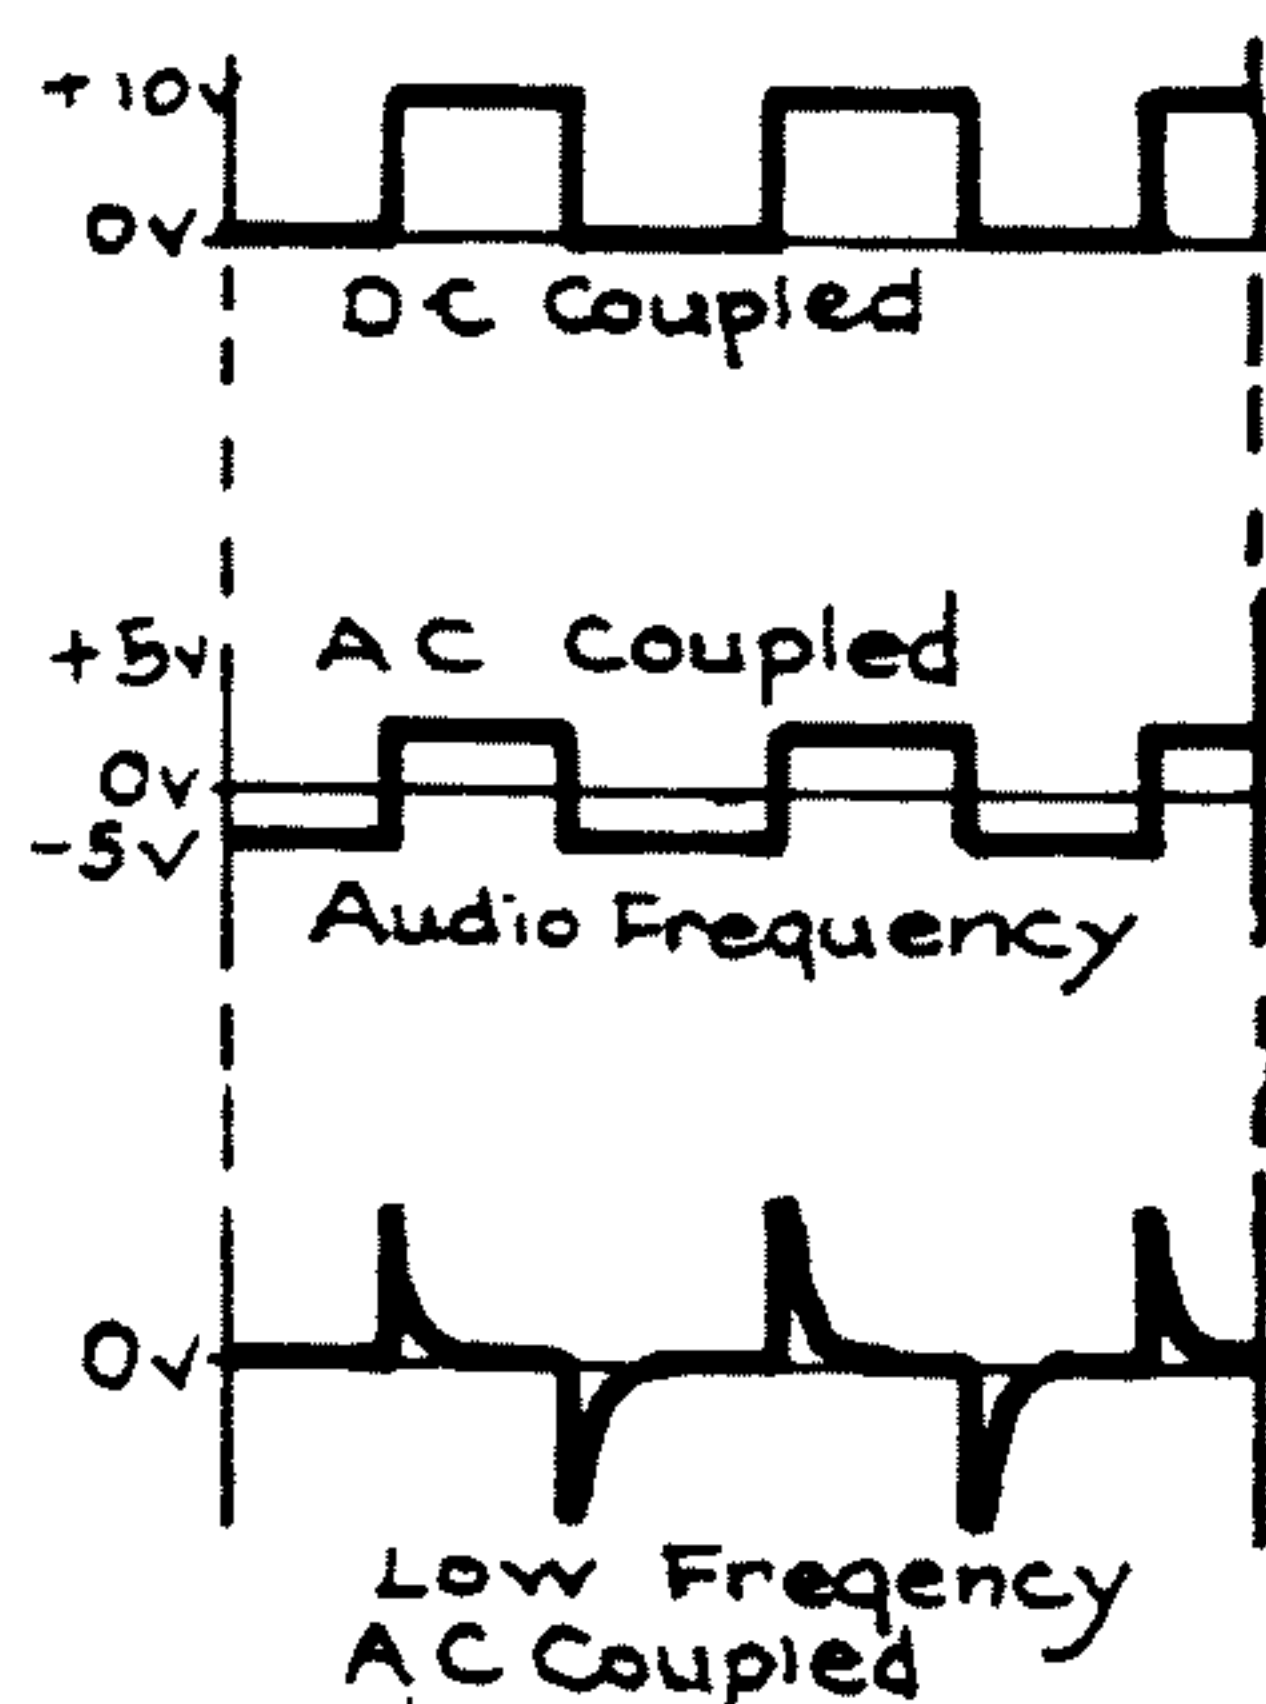 +10v
0v
DC Coupled
+5v AC Coupled
0v
-5v
Audio Frequency
0v
Low Freqency
AC Coupled